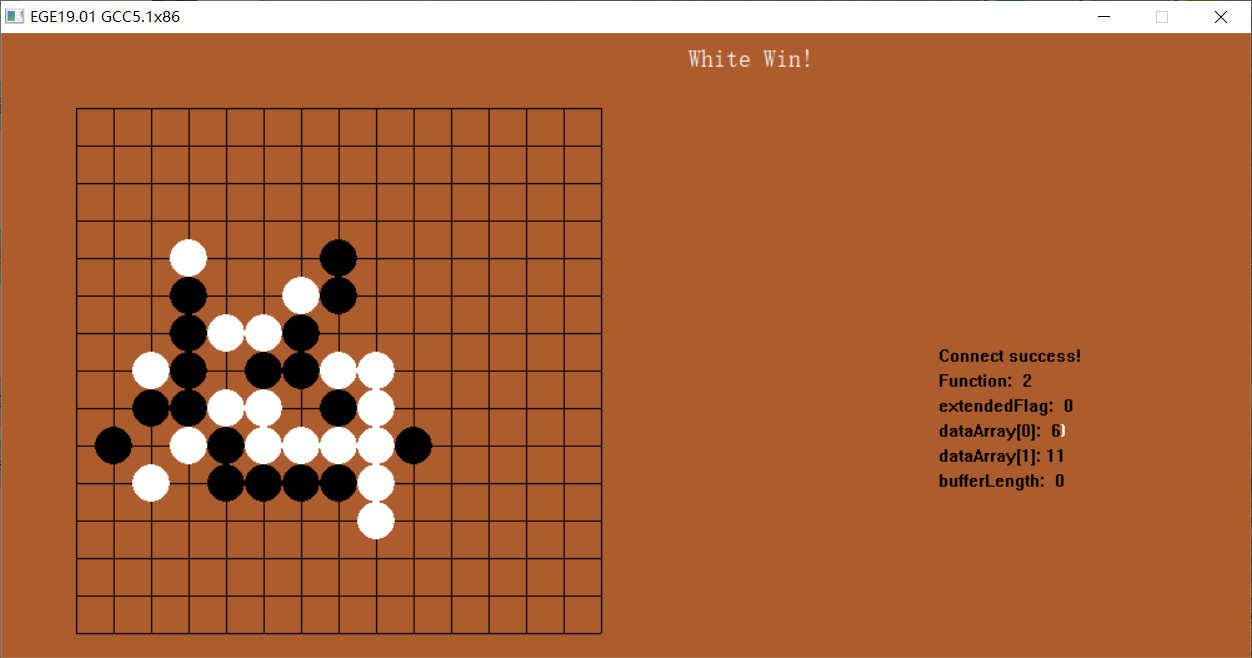 EGE19.01 GCC5.1x86
White Win!
Connect success!
Function: 2
extendedFlag: 0
dataArray[0]: 6
dataArray[1]: 11
bufferLength: 0